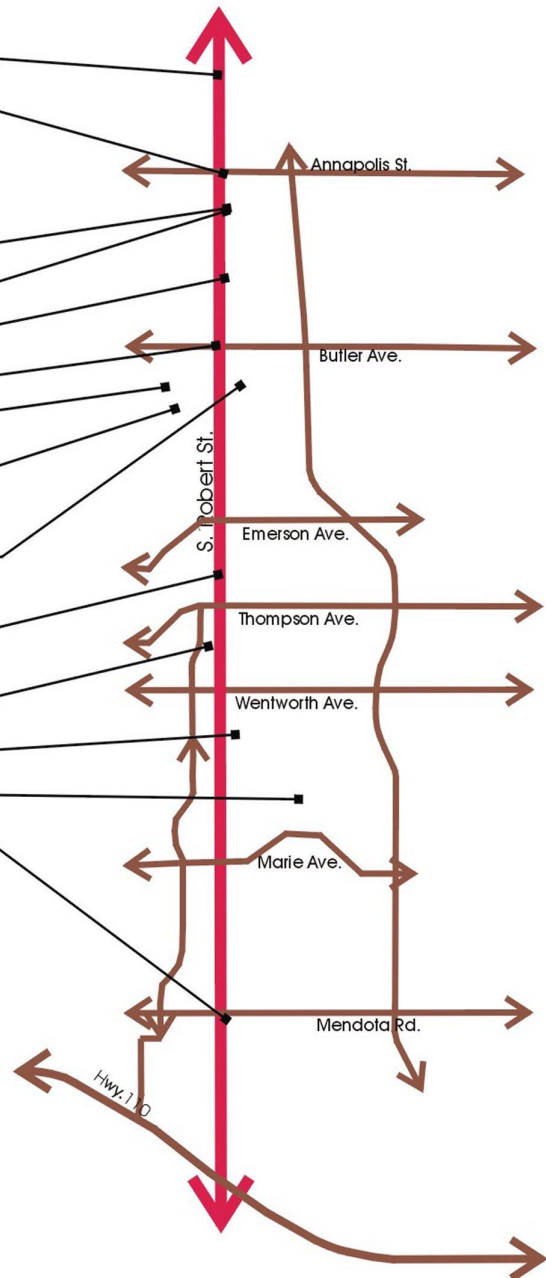 Annapolis St.
Butler Ave.
S. Robert St.
Emerson Ave.
Thompson Ave.
Wentworth Ave.
Marie Ave.
Mendota Rd.
Hwy.110